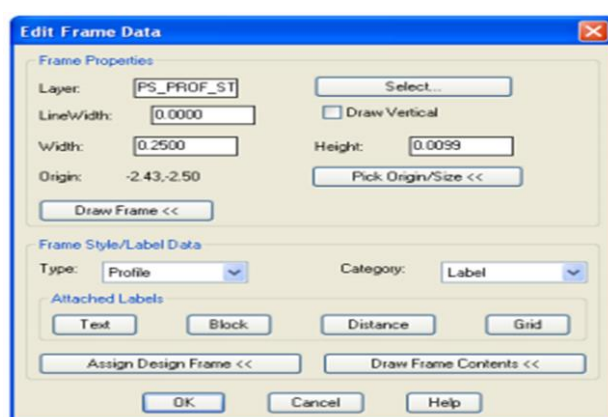 Edit Frame Data
Frame Properties
Layer: PS_PROF_ST Select...
LineWidth: 0.0000 Draw Vertical
Width: 0.2500 Height: 0.0099
Origin: -2.43,-2.50 Pick Origin/Size <<
Draw Frame <<
Frame Style/Label Data
Type: Profile Category: Label
Attached Labels
Text Block Distance Grid
Assign Design Frame << Draw Frame Contents <<
OK Cancel Help